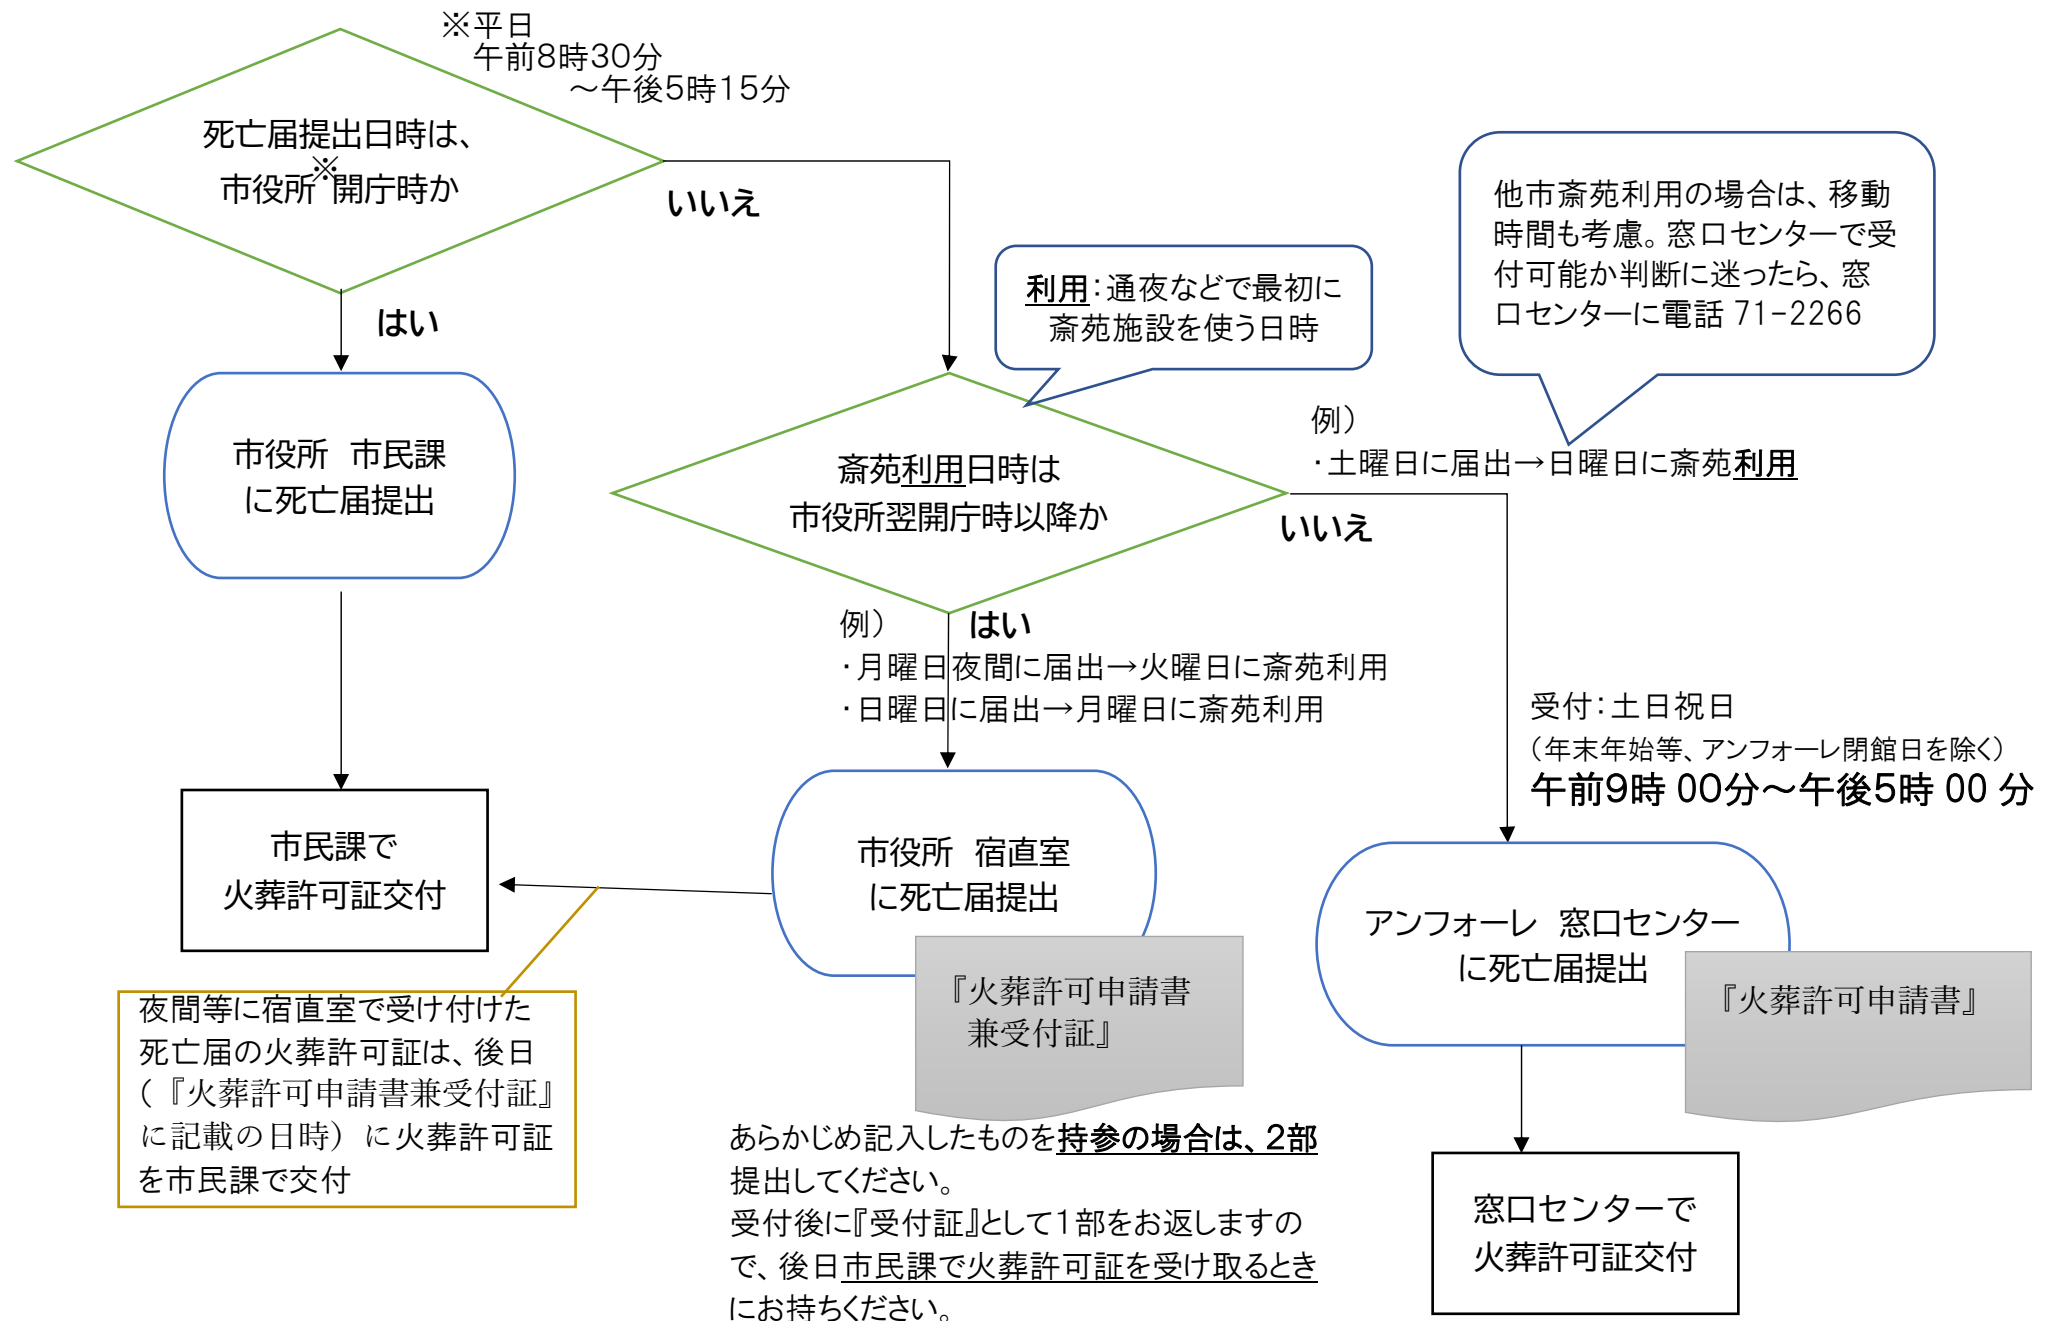 ※平日
午前8時30分
～午後5時15分
死亡届提出日時は、
※
市役所 開庁時か
いいえ
はい
市役所　市民課
に死亡届提出
利用：通夜などで最初に
斎苑施設を使う日時
他市斎苑利用の場合は、移動
時間も考慮。窓口センターで受
付可能か判断に迷ったら、窓
口センターに電話 71-2266
斎苑利用日時は
市役所翌開庁時以降か
例）
・土曜日に届出→日曜日に斎苑利用
いいえ
はい
例）
・月曜日夜間に届出→火曜日に斎苑利用
・日曜日に届出→月曜日に斎苑利用
受付：土日祝日
（年末年始等、アンフォーレ閉館日を除く）
午前9時 00分～午後5時 00 分
市民課で
火葬許可証交付
市役所　宿直室
に死亡届提出
『火葬許可申請書
兼受付証』
アンフォーレ　窓口センター
に死亡届提出
『火葬許可申請書』
夜間等に宿直室で受け付けた
死亡届の火葬許可証は、後日
（『火葬許可申請書兼受付証』
に記載の日時）に火葬許可証
を市民課で交付
あらかじめ記入したものを持参の場合は、2部
提出してください。
受付後に『受付証』として1部をお返しますの
で、後日市民課で火葬許可証を受け取るとき
にお持ちください。
窓口センターで
火葬許可証交付